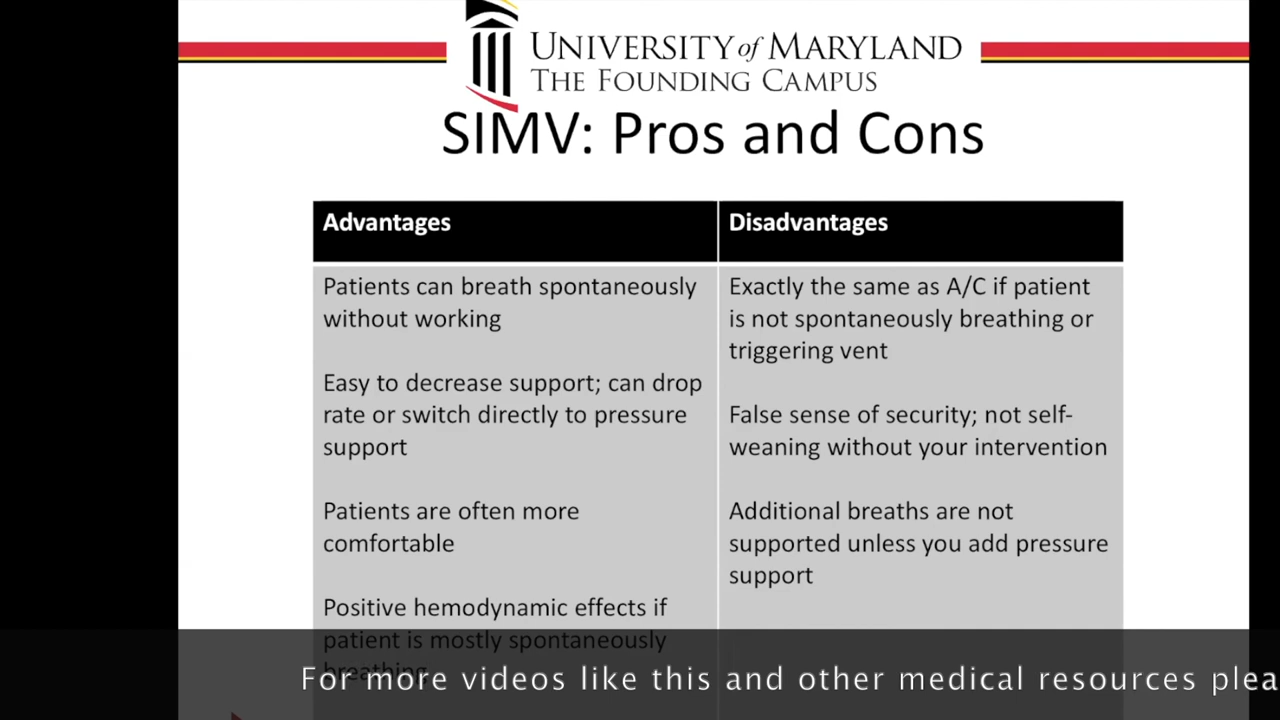 UNIVERSITY of MARYLAND
THE FOUNDING CAMPUS
SIMV: Pros and Cons
Advantages
Patients can breath spontaneously
without working
Easy to decrease support; can drop
rate or switch directly to pressure
support
Patients are often more
comfortable
Positive hemodynamic effects if
patient is mostly spontaneously
breathing
Disadvantages
Exactly the same as A/C if patient
is not spontaneously breathing or
triggering vent
False sense of security; not self-
weaning without your intervention
Additional breaths are not
supported unless you add pressure
support
For more videos like this and other medical resources plea